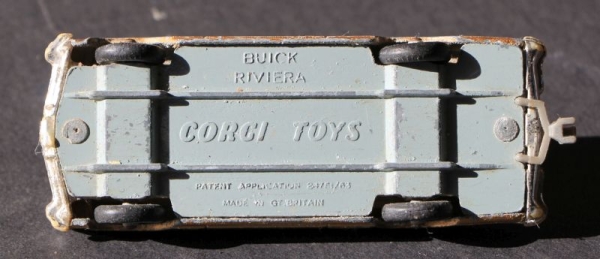 BUICK
RIVIERA
CORGI TOYS
PATENT APPLICATION
MADE IN GT. BRITAIN